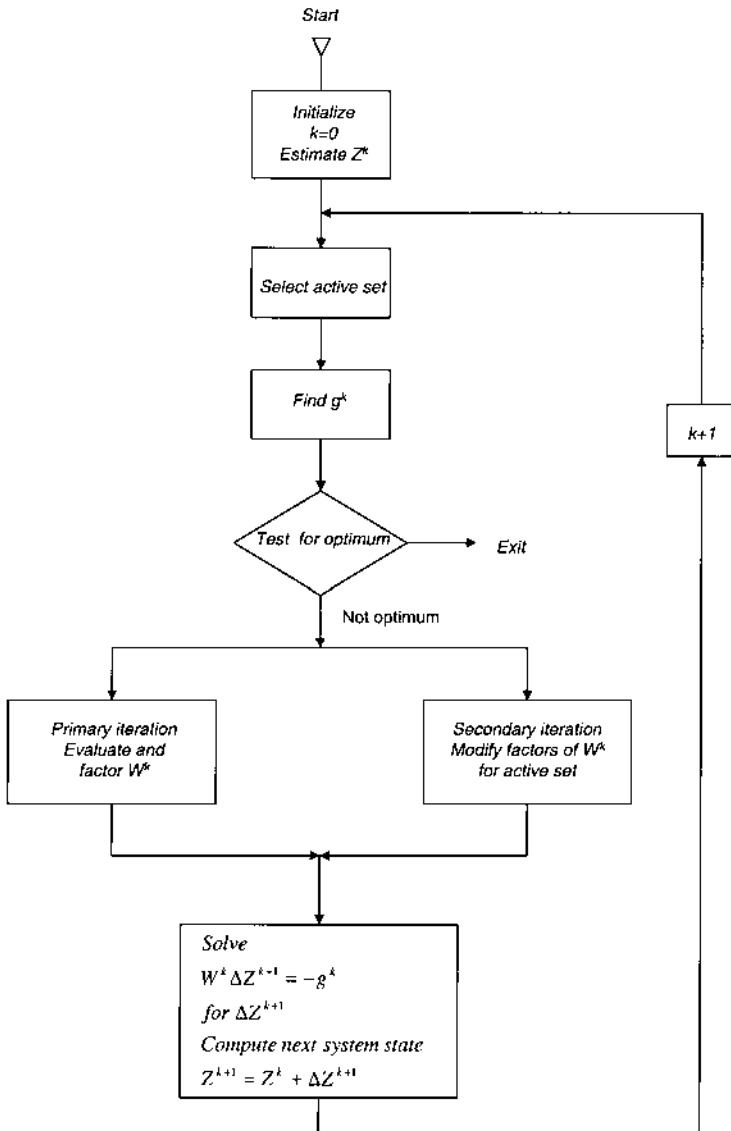 Start
Initialize
k=0
Estimate Z^k
Select active set
Find g^k
k+1
Test for optimum
Exit
Not optimum
Primary iteration
Evaluate and
factor W^k
Secondary iteration
Modify factors of W^k
for active set
Solve
W^k ΔZ^{k+1} = −g^k
for ΔZ^{k+1}
Compute next system state
Z^{k+1} = Z^k + ΔZ^{k+1}